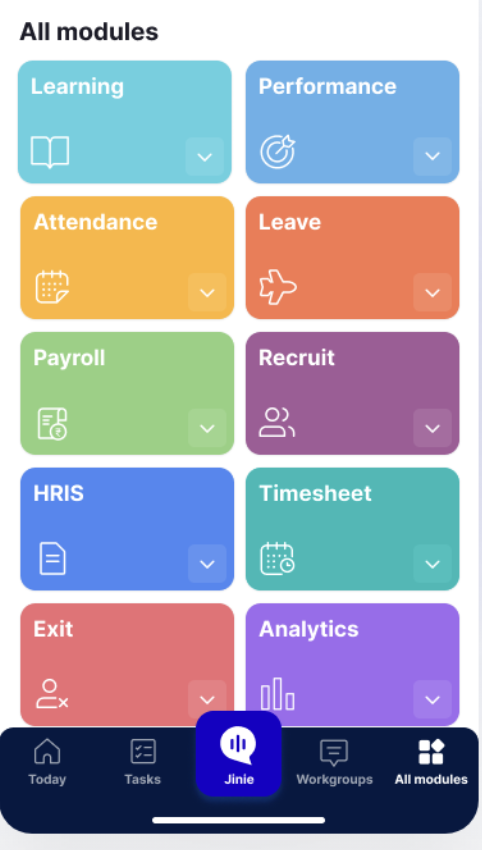 All modules
Learning
Performance
Attendance
Leave
Payroll
Recruit
HRIS
Timesheet
Exit
Analytics
Today
Tasks
Jinie
Workgroups
All modules